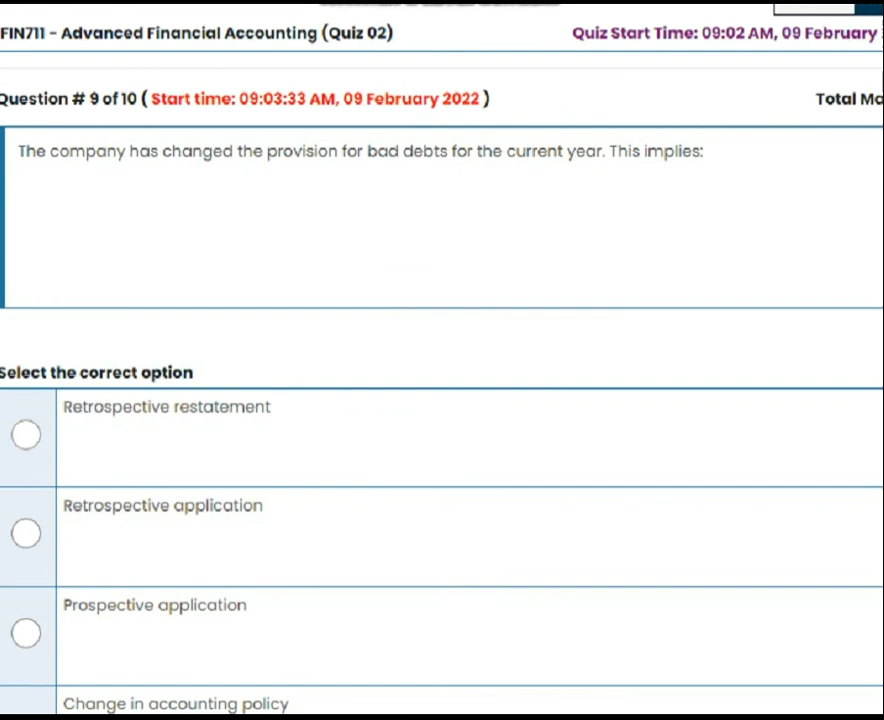 FIN711 - Advanced Financial Accounting (Quiz 02)
Quiz Start Time: 09:02 AM, 09 February
Question # 9 of 10 ( Start time: 09:03:33 AM, 09 February 2022 )
Total
The company has changed the provision for bad debts for the current year. This implies:
Select the correct option
Retrospective restatement
Retrospective application
Prospective application
Change in accounting policy